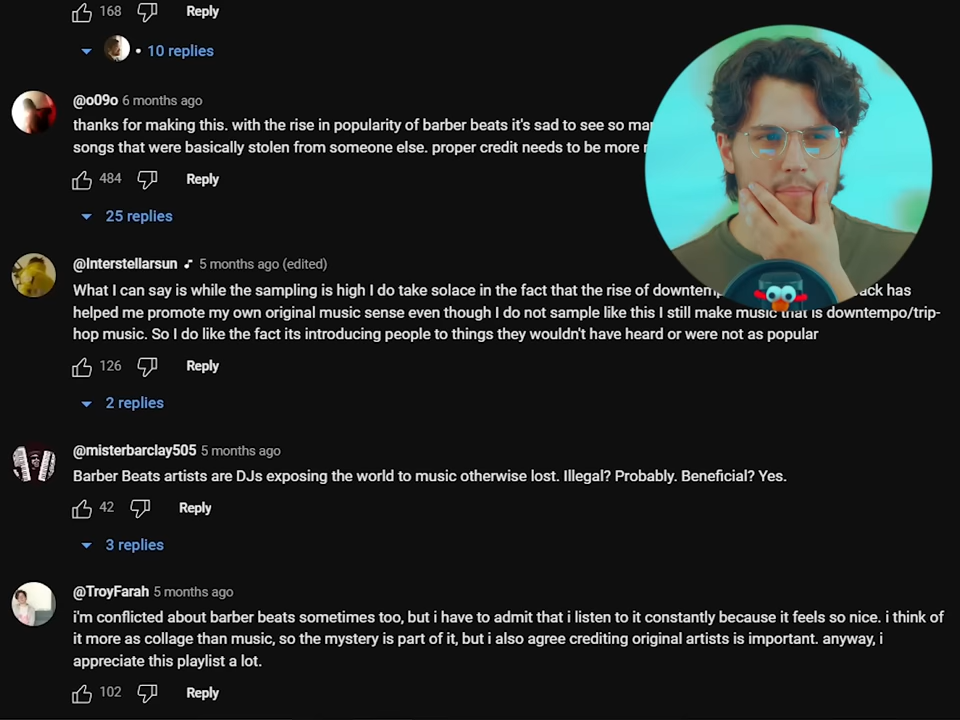 168 Reply
10 replies
@o09o 6 months ago
thanks for making this. with the rise in popularity of barber beats it's sad to see so
songs that were basically stolen from someone else. proper credit needs to be more
484 Reply
25 replies
@Interstellarsun 5 months ago (edited)
What I can say is while the sampling is high I do take solace in the fact that the rise of has
helped me promote my own original music sense even though I do not sample like this I still make music that is downtempo/trip-
hop music. So I do like the fact its introducing people to things they wouldn't have heard or were not as popular
126 Reply
2 replies
@misterbarclay505 5 months ago
Barber Beats artists are DJs exposing the world to music otherwise lost. Illegal? Probably. Beneficial? Yes.
42 Reply
3 replies
@TroyFarah 5 months ago
i'm conflicted about barber beats sometimes too, but i have to admit that i listen to it constantly because it feels so nice. i think of
it more as collage than music, so the mystery is part of it, but i also agree crediting original artists is important. anyway, i
appreciate this playlist a lot.
102 Reply